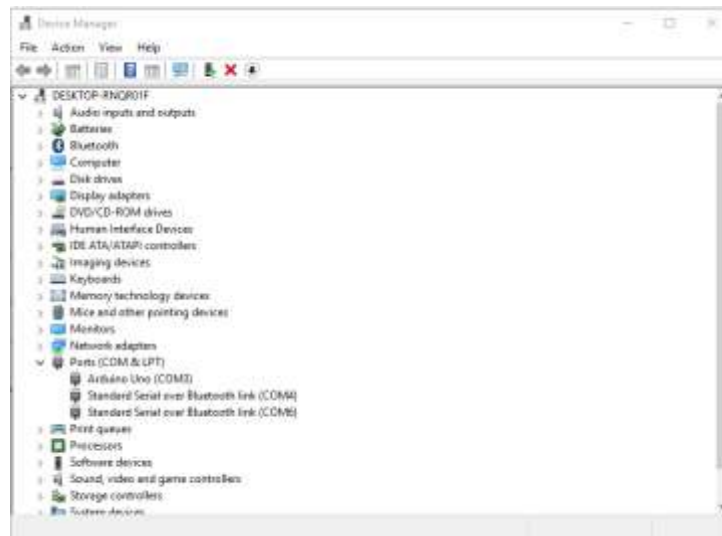 Device Manager
File Action View Help
DESKTOP-RNQR01F
Audio inputs and outputs
Batteries
Bluetooth
Computer
Disk drives
Display adapters
DVD/CD-ROM drives
Human Interface Devices
IDE ATA/ATAPI controllers
Imaging devices
Keyboards
Memory technology devices
Mice and other pointing devices
Monitors
Network adapters
Ports (COM & LPT)
Arduino Uno (COM3)
Standard Serial over Bluetooth link (COM4)
Standard Serial over Bluetooth link (COM6)
Print queues
Processors
Software devices
Sound, video and game controllers
Storage controllers
System devices